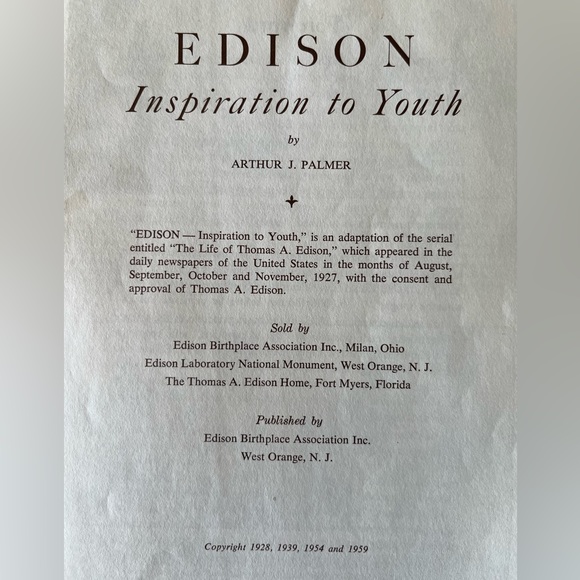 EDISON
Inspiration to Youth
by
ARTHUR J. PALMER
"EDISON — Inspiration to Youth," is an adaptation of the serial
entitled "The Life of Thomas A. Edison," which appeared in the
daily newspapers of the United States in the months of August,
September, October and November, 1927, with the consent and
approval of Thomas A. Edison.
Sold by
Edison Birthplace Association Inc., Milan, Ohio
Edison Laboratory National Monument, West Orange, N. J.
The Thomas A. Edison Home, Fort Myers, Florida
Published by
Edison Birthplace Association Inc.
West Orange, N. J.
Copyright 1928, 1939, 1954 and 1959